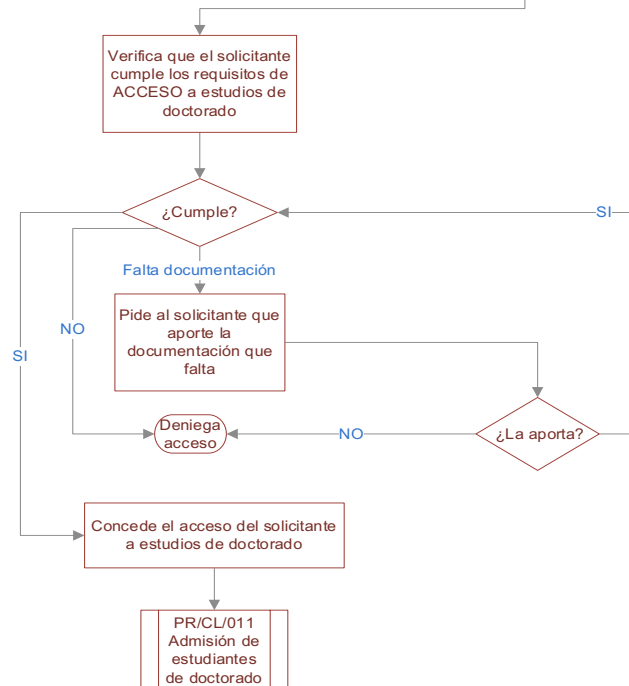 Verifica que el solicitante
cumple los requisitos de
ACCESO a estudios de
doctorado
¿Cumple?
SI
Falta documentación
NO
SI
Pide al solicitante que
aporte la
documentación que
falta
Deniega
acceso
NO
¿La aporta?
Concede el acceso del solicitante
a estudios de doctorado
PR/CL/011
Admisión de
estudiantes
de doctorado